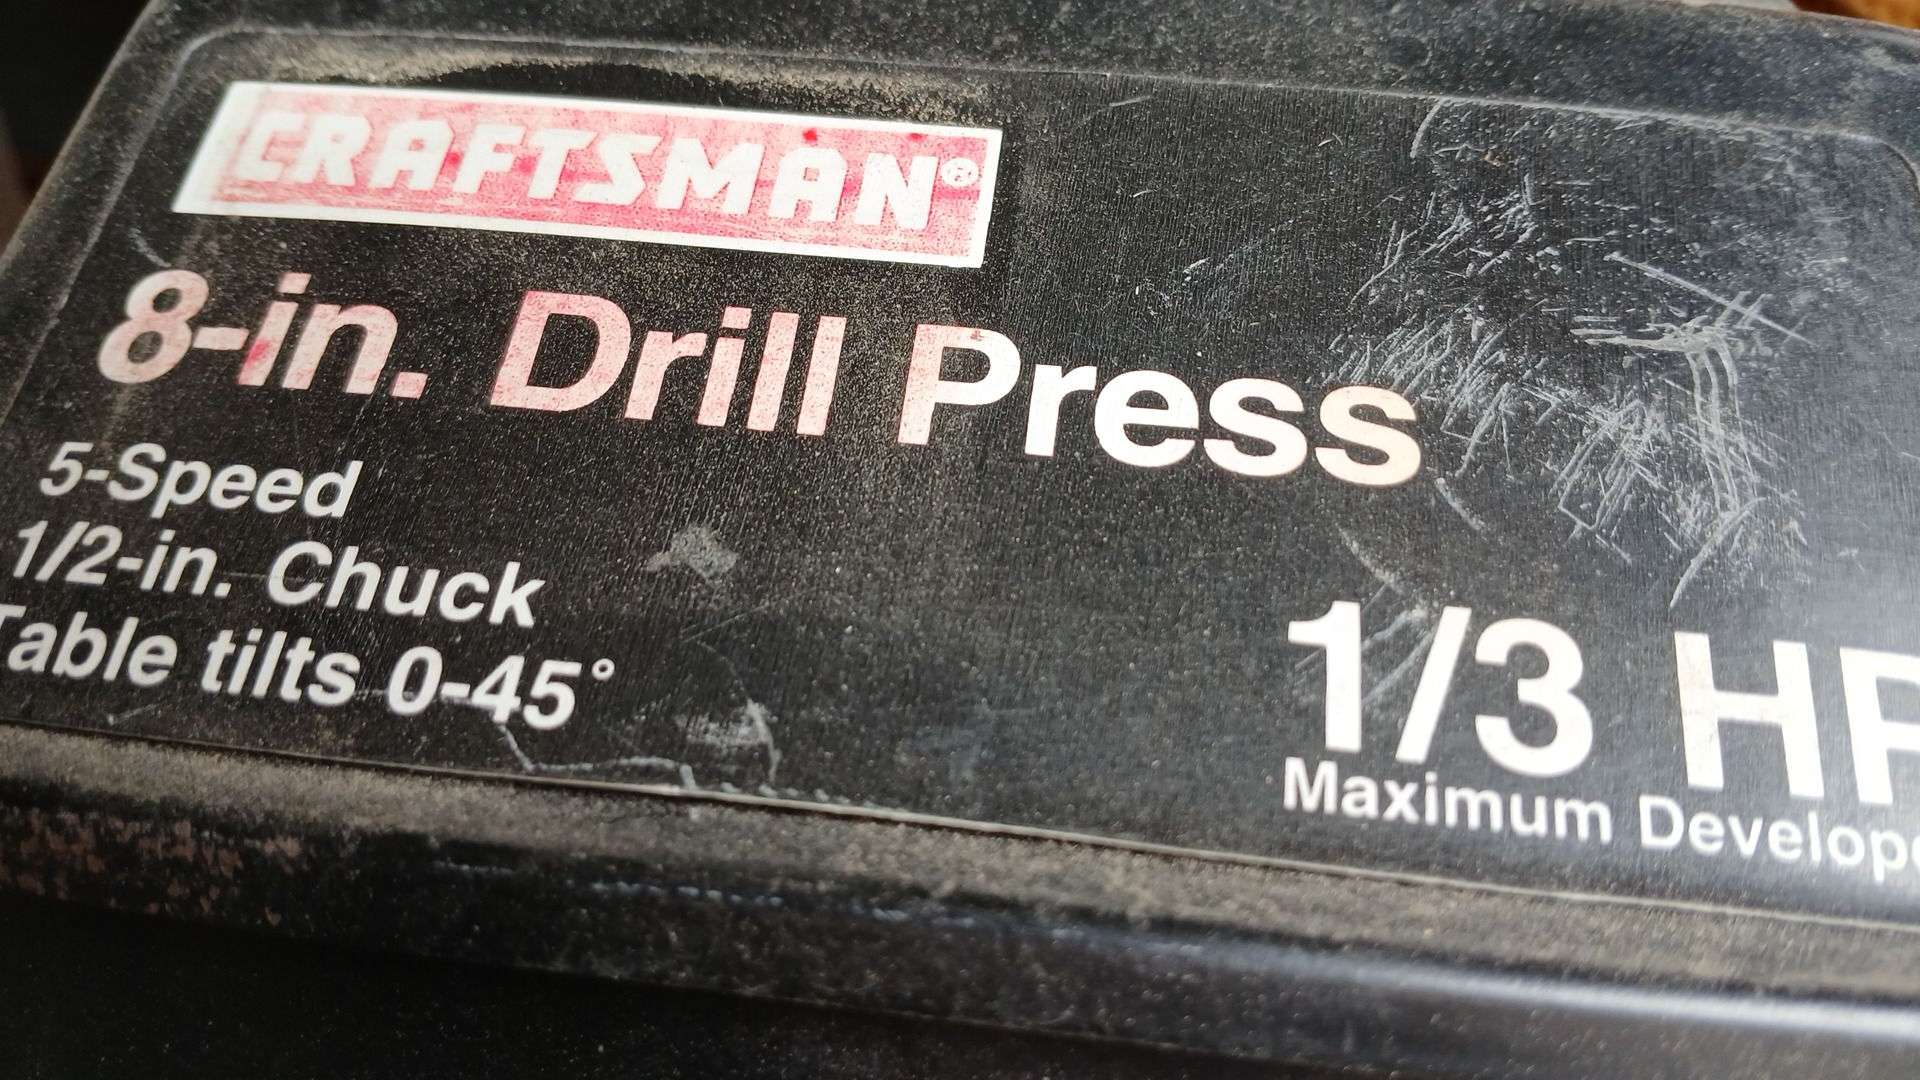 CRAFTSMAN®
8-in. Drill Press
5-Speed
1/2-in. Chuck
Table tilts 0-45°
1/3 HP
Maximum Develope